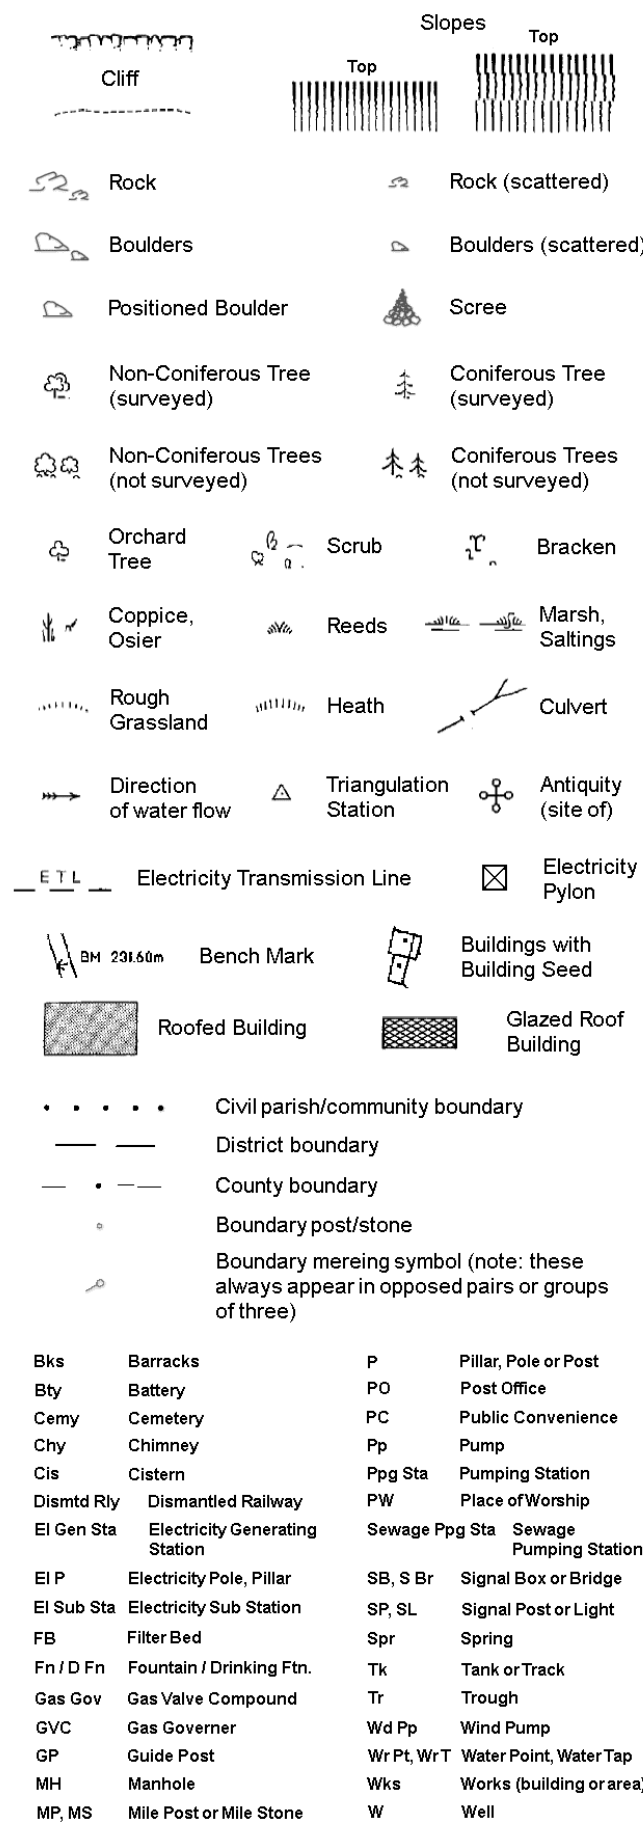 Slopes
Top
Cliff
Top
Rock
Rock (scattered)
Boulders
Boulders (scattered)
Positioned Boulder
Scree
Non-Coniferous Tree
(surveyed)
Coniferous Tree
(surveyed)
Non-Coniferous Trees
(not surveyed)
Coniferous Trees
(not surveyed)
Orchard
Tree
Scrub
Bracken
Coppice,
Osier
Reeds
Marsh,
Saltings
Rough
Grassland
Heath
Culvert
Direction
of water flow
Triangulation
Station
Antiquity
(site of)
E T L
Electricity Transmission Line
Electricity
Pylon
BM 231.60m
Bench Mark
Buildings with
Building Seed
Roofed Building
Glazed Roof
Building
Civil parish/community boundary
District boundary
County boundary
Boundary post/stone
Boundary mereing symbol (note: these
always appear in opposed pairs or groups
of three)
Bks Barracks P Pillar, Pole or Post
Bty Battery PO Post Office
Cemy Cemetery PC Public Convenience
Chy Chimney Pp Pump
Cis Cistern Ppg Sta Pumping Station
Dismtd Rly Dismantled Railway PW Place of Worship
El Gen Sta Electricity Generating
Station
Sewage Ppg Sta Sewage
Pumping Station
El P Electricity Pole, Pillar SB, S Br Signal Box or Bridge
El Sub Sta Electricity Sub Station SP, SL Signal Post or Light
FB Filter Bed Spr Spring
Fn / D Fn Fountain / Drinking Ftn. Tk Tank or Track
Gas Gov Gas Valve Compound Tr Trough
GVC Gas Governer Wd Pp Wind Pump
GP Guide Post Wr Pt, Wr T Water Point, Water Tap
MH Manhole Wks Works (building or area)
MP, MS Mile Post or Mile Stone W Well